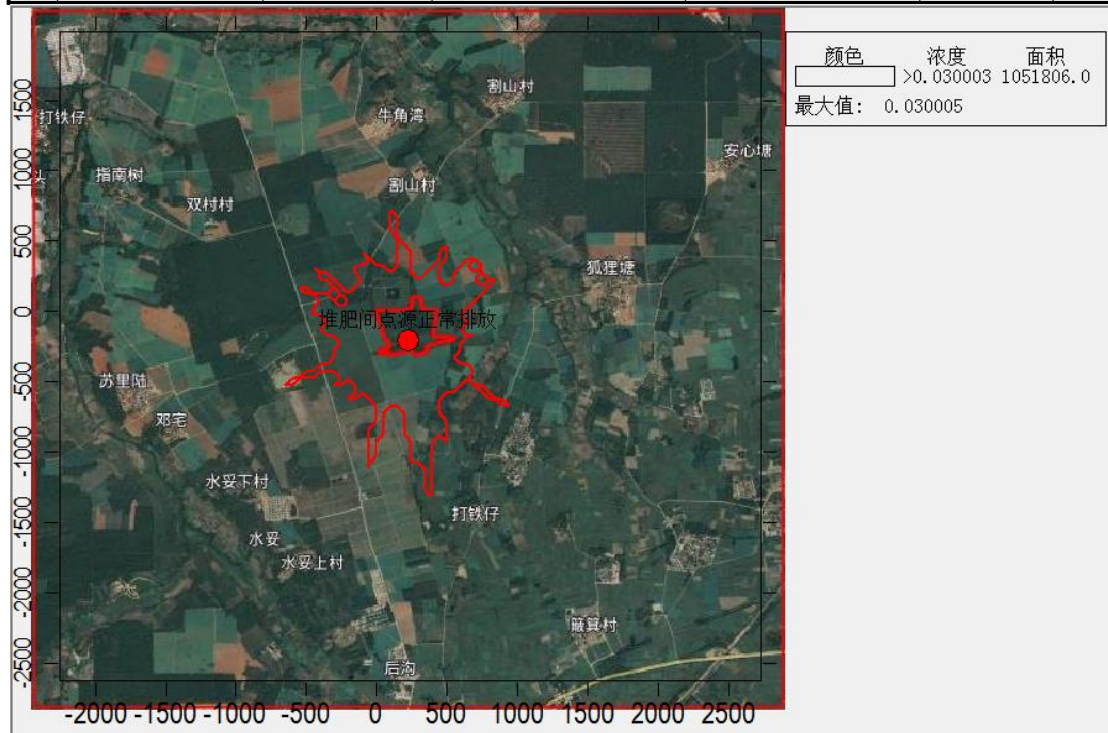 颜色 浓度 面积
>0.030003 1051806.0
最大值: 0.030005
割山村
牛角湾
打铁仔
安心塘
指南树
头
割山村
双村村
狐狸塘
堆肥间点源正常排放
苏里陆
邓宅
水妥下村
打铁仔
水妥
水妥上村
簸箕村
后沟
1500
1000
500
0
-500
-1000
-1500
-2000
-2500
-2000 -1500 -1000 -500 0 500 1000 1500 2000 2500